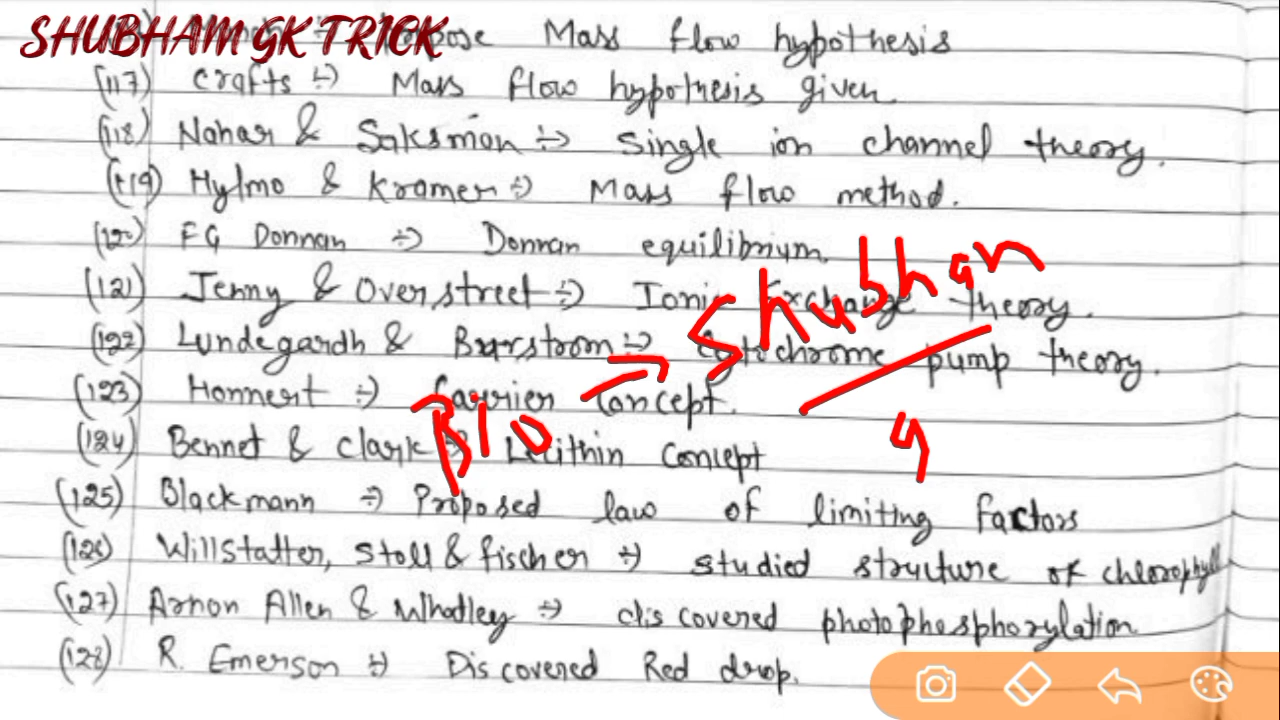 SHUBHAM GK TRICK
Mass flow hypothesis
(117) Crafts ÷) Mass flow hypothesis given.
(118) Nahar & Saksmon ÷) Single ion channel theory.
(119) Hylmo & Kramer ÷) Mass flow method.
(120) FG Donnan ÷) Donnan equilibrium.
(121) Jenny & Overstreet ÷) Ionic Exchange theory.
(122) Lundegardh & Burstrom ÷) Cytochrome pump theory.
(123) Honnert ÷) Carrier Concept.
(124) Bennet & Clark ÷) Lecithin Concept
(125) Blackmann ÷) Proposed law of limiting factors
(126) Willstatter, Stoll & fischer ÷) studied structure of chlorophyll
(127) Arnon Allen & Whatley ÷) discovered photophosphorylation
(128) R. Emerson ÷) Discovered Red drop.
BIO